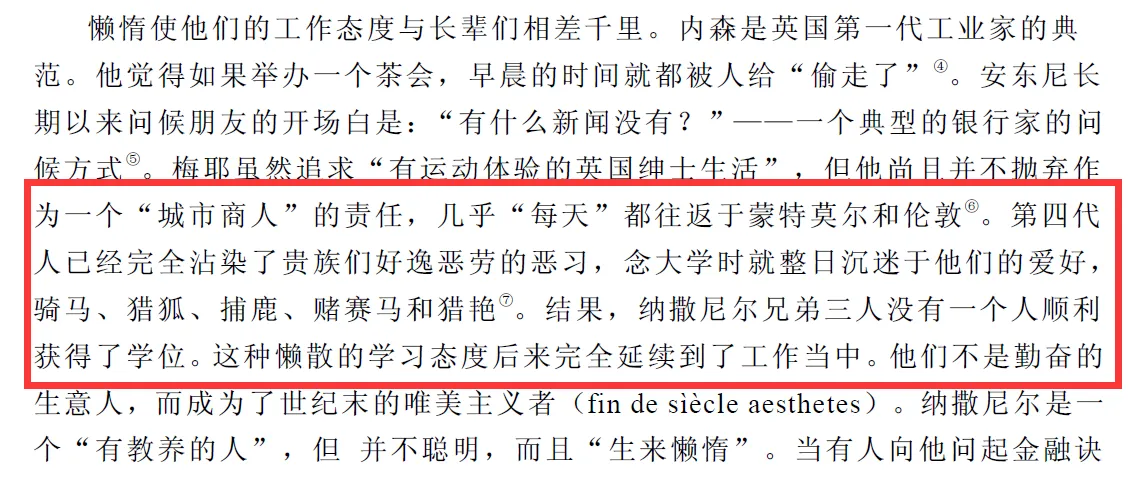 懒惰使他们的工作态度与长辈们相差千里。内森是英国第一代工业家的典
范。他觉得如果举办一个茶会，早晨的时间就都被人给“偷走了”④。安东尼长
期以来问候朋友的开场白是：“有什么新闻没有？”——一个典型的银行家的问
候方式⑤。梅耶虽然追求“有运动体验的英国绅士生活”，但他尚且并不抛弃作
为一个“城市商人”的责任，几乎“每天”都往返于蒙特莫尔和伦敦⑥。第四代
人已经完全沾染了贵族们好逸恶劳的恶习，念大学时就整日沉迷于他们的爱好，
骑马、猎狐、捕鹿、赌赛马和猎艳⑦。结果，纳撒尼尔兄弟三人没有一个人顺利
获得了学位。这种懒散的学习态度后来完全延续到了工作当中。他们不是勤奋的
生意人，而成为了世纪末的唯美主义者（fin de siècle aesthetes）。纳撒尼尔是一
个“有教养的人”，但 并不聪明，而且“生来懒惰”。当有人向他问起金融诀